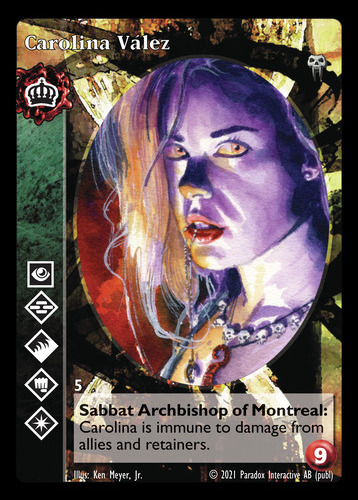 Carolina Vález
5
Sabbat Archbishop of Montreal:
Carolina is immune to damage from
allies and retainers.
9
Illus: Ken Meyer, Jr.   © 2021 Paradox Interactive AB (publ)